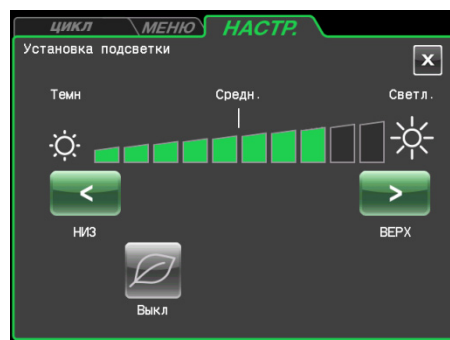 ЦИКЛ МЕНЮ НАСТР.
Установка подсветки
X
Темн Средн. Светл.
< >
НИЗ ВЕРХ
Выкл